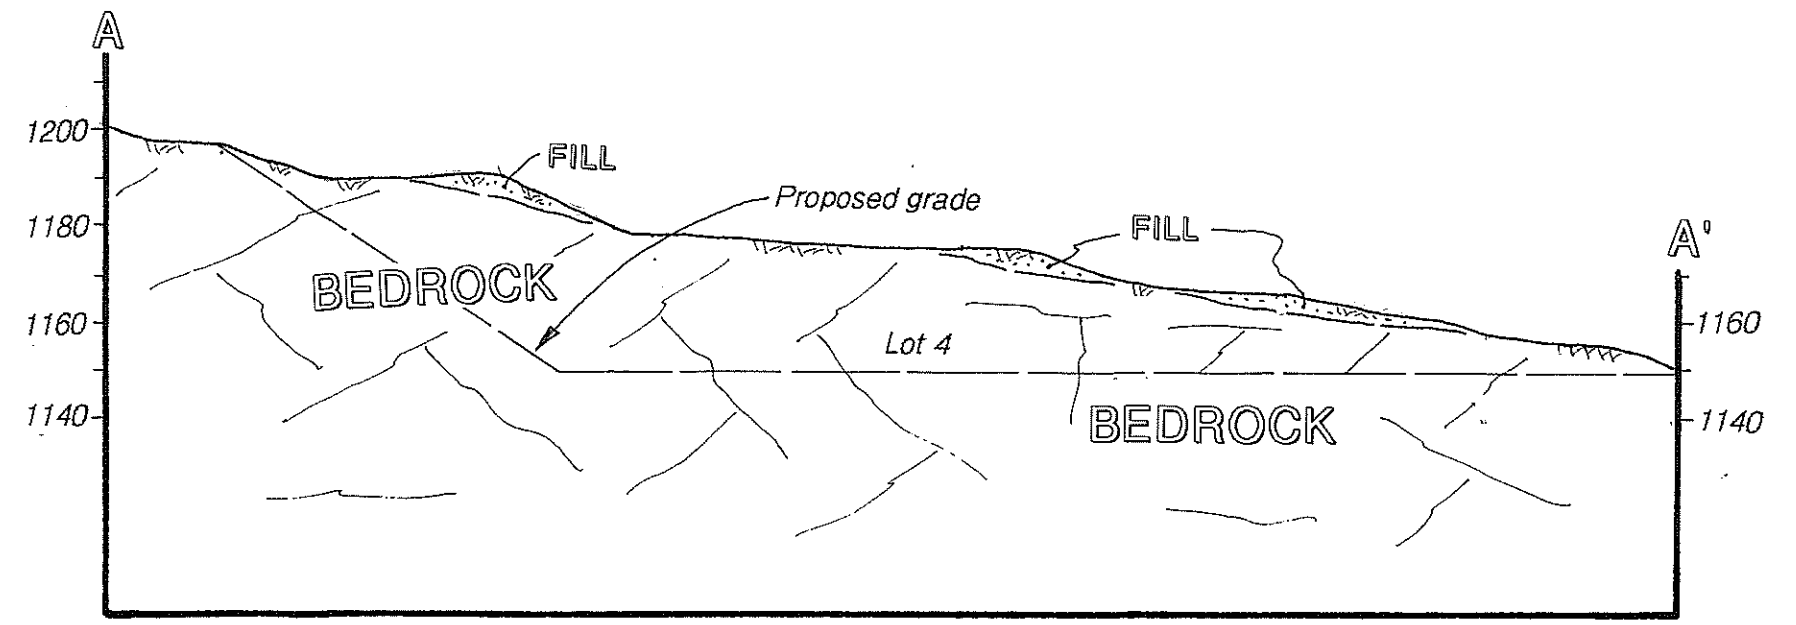 A
1200
FILL
Proposed grade
1180
FILL
A'
BEDROCK
1160
1160
Lot 4
1140
BEDROCK
1140